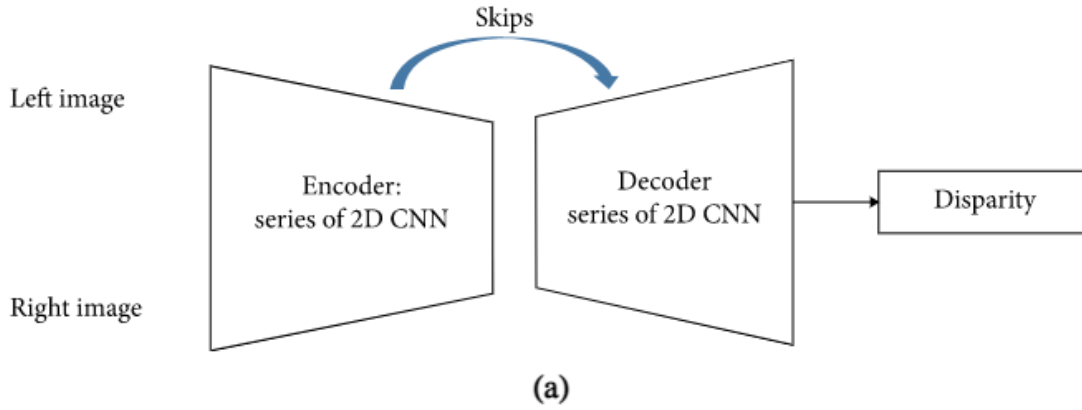 Skips
Left image
Encoder:
series of 2D CNN
Decoder
series of 2D CNN
Disparity
Right image
(a)